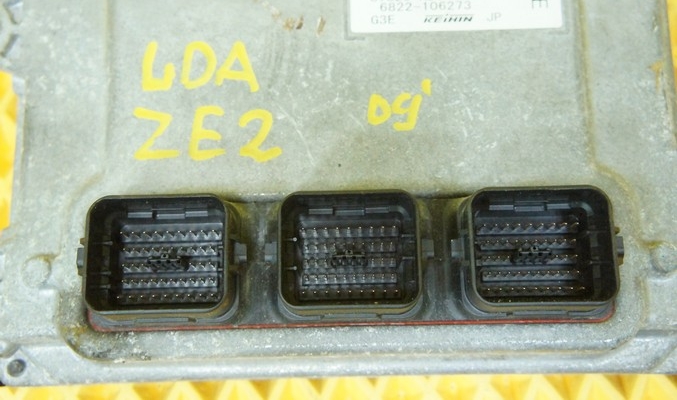 6822-106273
G3E KEIHIN JP
E
LDA
ZE2
09'